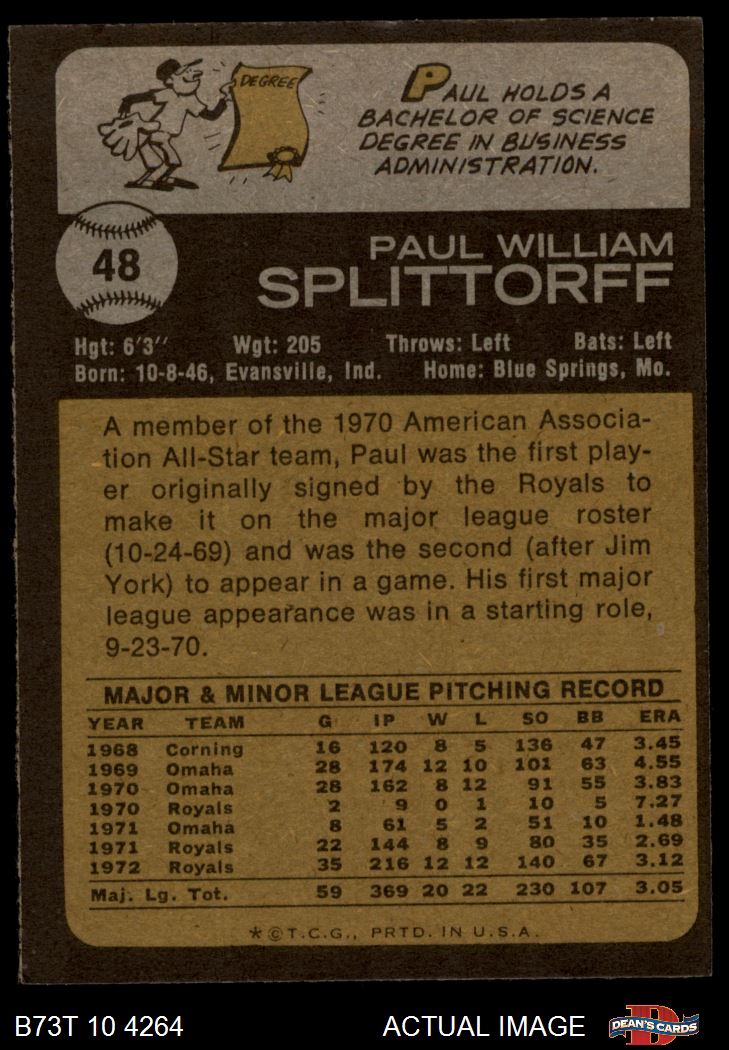 DEGREE
PAUL HOLDS A
BACHELOR OF SCIENCE
DEGREE IN BUSINESS
ADMINISTRATION.
48
PAUL WILLIAM
SPLITTORFF
Hgt: 6'3" Wgt: 205 Throws: Left Bats: Left
Born: 10-8-46, Evansville, Ind. Home: Blue Springs, Mo.
A member of the 1970 American Associa-
tion All-Star team, Paul was the first play-
er originally signed by the Royals to
make it on the major league roster
(10-24-69) and was the second (after Jim
York) to appear in a game. His first major
league appearance was in a starting role,
9-23-70.
MAJOR & MINOR LEAGUE PITCHING RECORD
YEAR TEAM G IP W L SO BB ERA
1968 Corning 16 120 8 5 136 47 3.45
1969 Omaha 28 174 12 10 101 63 4.55
1970 Omaha 28 162 8 12 91 55 3.83
1970 Royals 2 9 0 1 10 5 7.27
1971 Omaha 8 61 5 2 51 10 1.48
1971 Royals 22 144 8 9 80 35 2.69
1972 Royals 35 216 12 12 140 67 3.12
Maj. Lg. Tot. 59 369 20 22 230 107 3.05
*©T.C.G., PRTD. IN U.S.A.
B73T 10 4264 ACTUAL IMAGE
D
DEAN'S CARDS